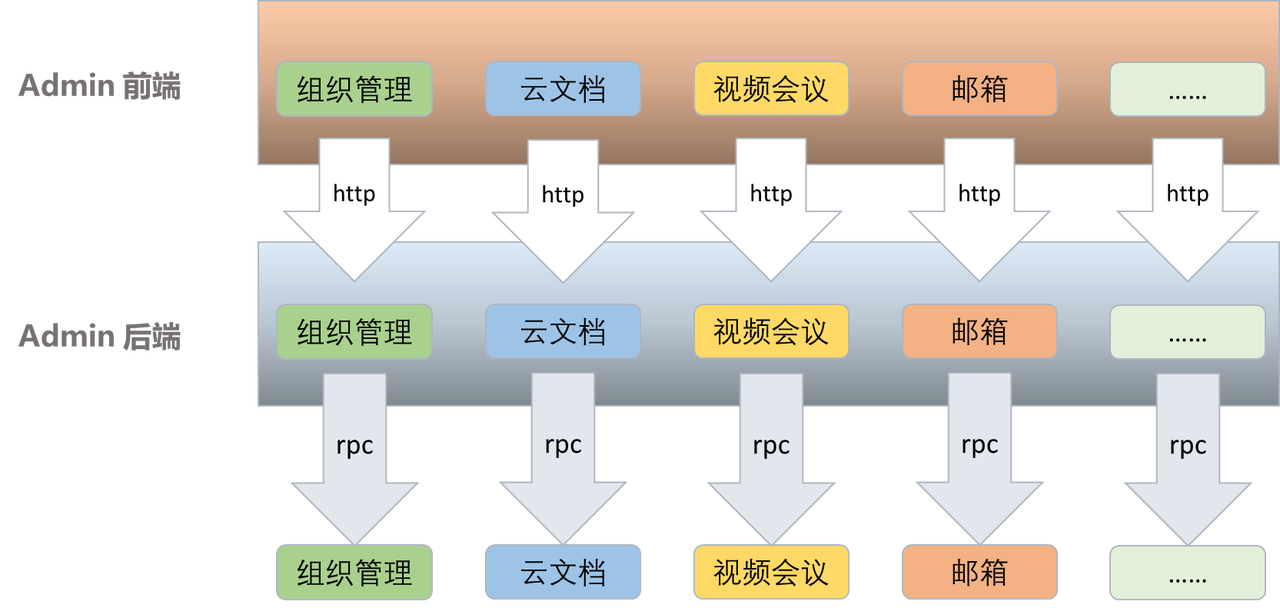 Admin 前端
组织管理
云文档
视频会议
邮箱
……
http
http
http
http
http
Admin 后端
组织管理
云文档
视频会议
邮箱
……
rpc
rpc
rpc
rpc
rpc
组织管理
云文档
视频会议
邮箱
……